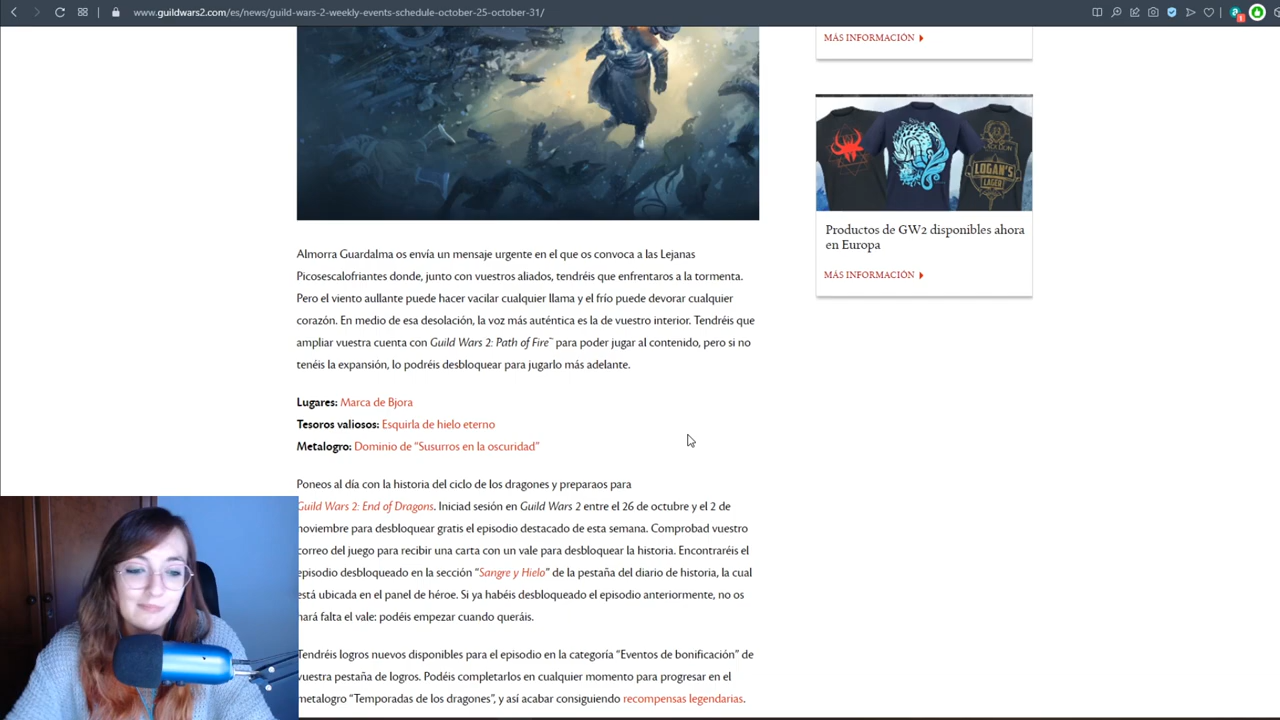 www.guildwars2.com/es/news/guild-wars-2-weekly-events-schedule-october-25-october-31/
MÁS INFORMACIÓN
LOGAN'S
LAGER
Productos de GW2 disponibles ahora
en Europa
MÁS INFORMACIÓN
Almorra Guardalma os envía un mensaje urgente en el que os convoca a las Lejanas
Picosescalofriantes donde, junto con vuestros aliados, tendréis que enfrentaros a la tormenta.
Pero el viento aullante puede hacer vacilar cualquier llama y el frío puede devorar cualquier
corazón. En medio de esa desolación, la voz más auténtica es la de vuestro interior. Tendréis que
ampliar vuestra cuenta con Guild Wars 2: Path of Fire™ para poder jugar al contenido, pero si no
tenéis la expansión, lo podréis desbloquear para jugarlo más adelante.
Lugares: Marca de Bjora
Tesoros valiosos: Esquirla de hielo eterno
Metalogro: Dominio de “Susurros en la oscuridad”
Poneos al día con la historia del ciclo de los dragones y preparaos para
Guild Wars 2: End of Dragons. Iniciad sesión en Guild Wars 2 entre el 26 de octubre y el 2 de
noviembre para desbloquear gratis el episodio destacado de esta semana. Comprobad vuestro
correo del juego para recibir una carta con un vale para desbloquear la historia. Encontraréis el
episodio desbloqueado en la sección “Sangre y Hielo” de la pestaña del diario de historia, la cual
está ubicada en el panel de héroe. Si ya habéis desbloqueado el episodio anteriormente, no os
hará falta el vale: podéis empezar cuando queráis.
Tendréis logros nuevos disponibles para el episodio en la categoría “Eventos de bonificación” de
vuestra pestaña de logros. Podéis completarlos en cualquier momento para progresar en el
metalogro “Temporadas de los dragones”, y así acabar consiguiendo recompensas legendarias.